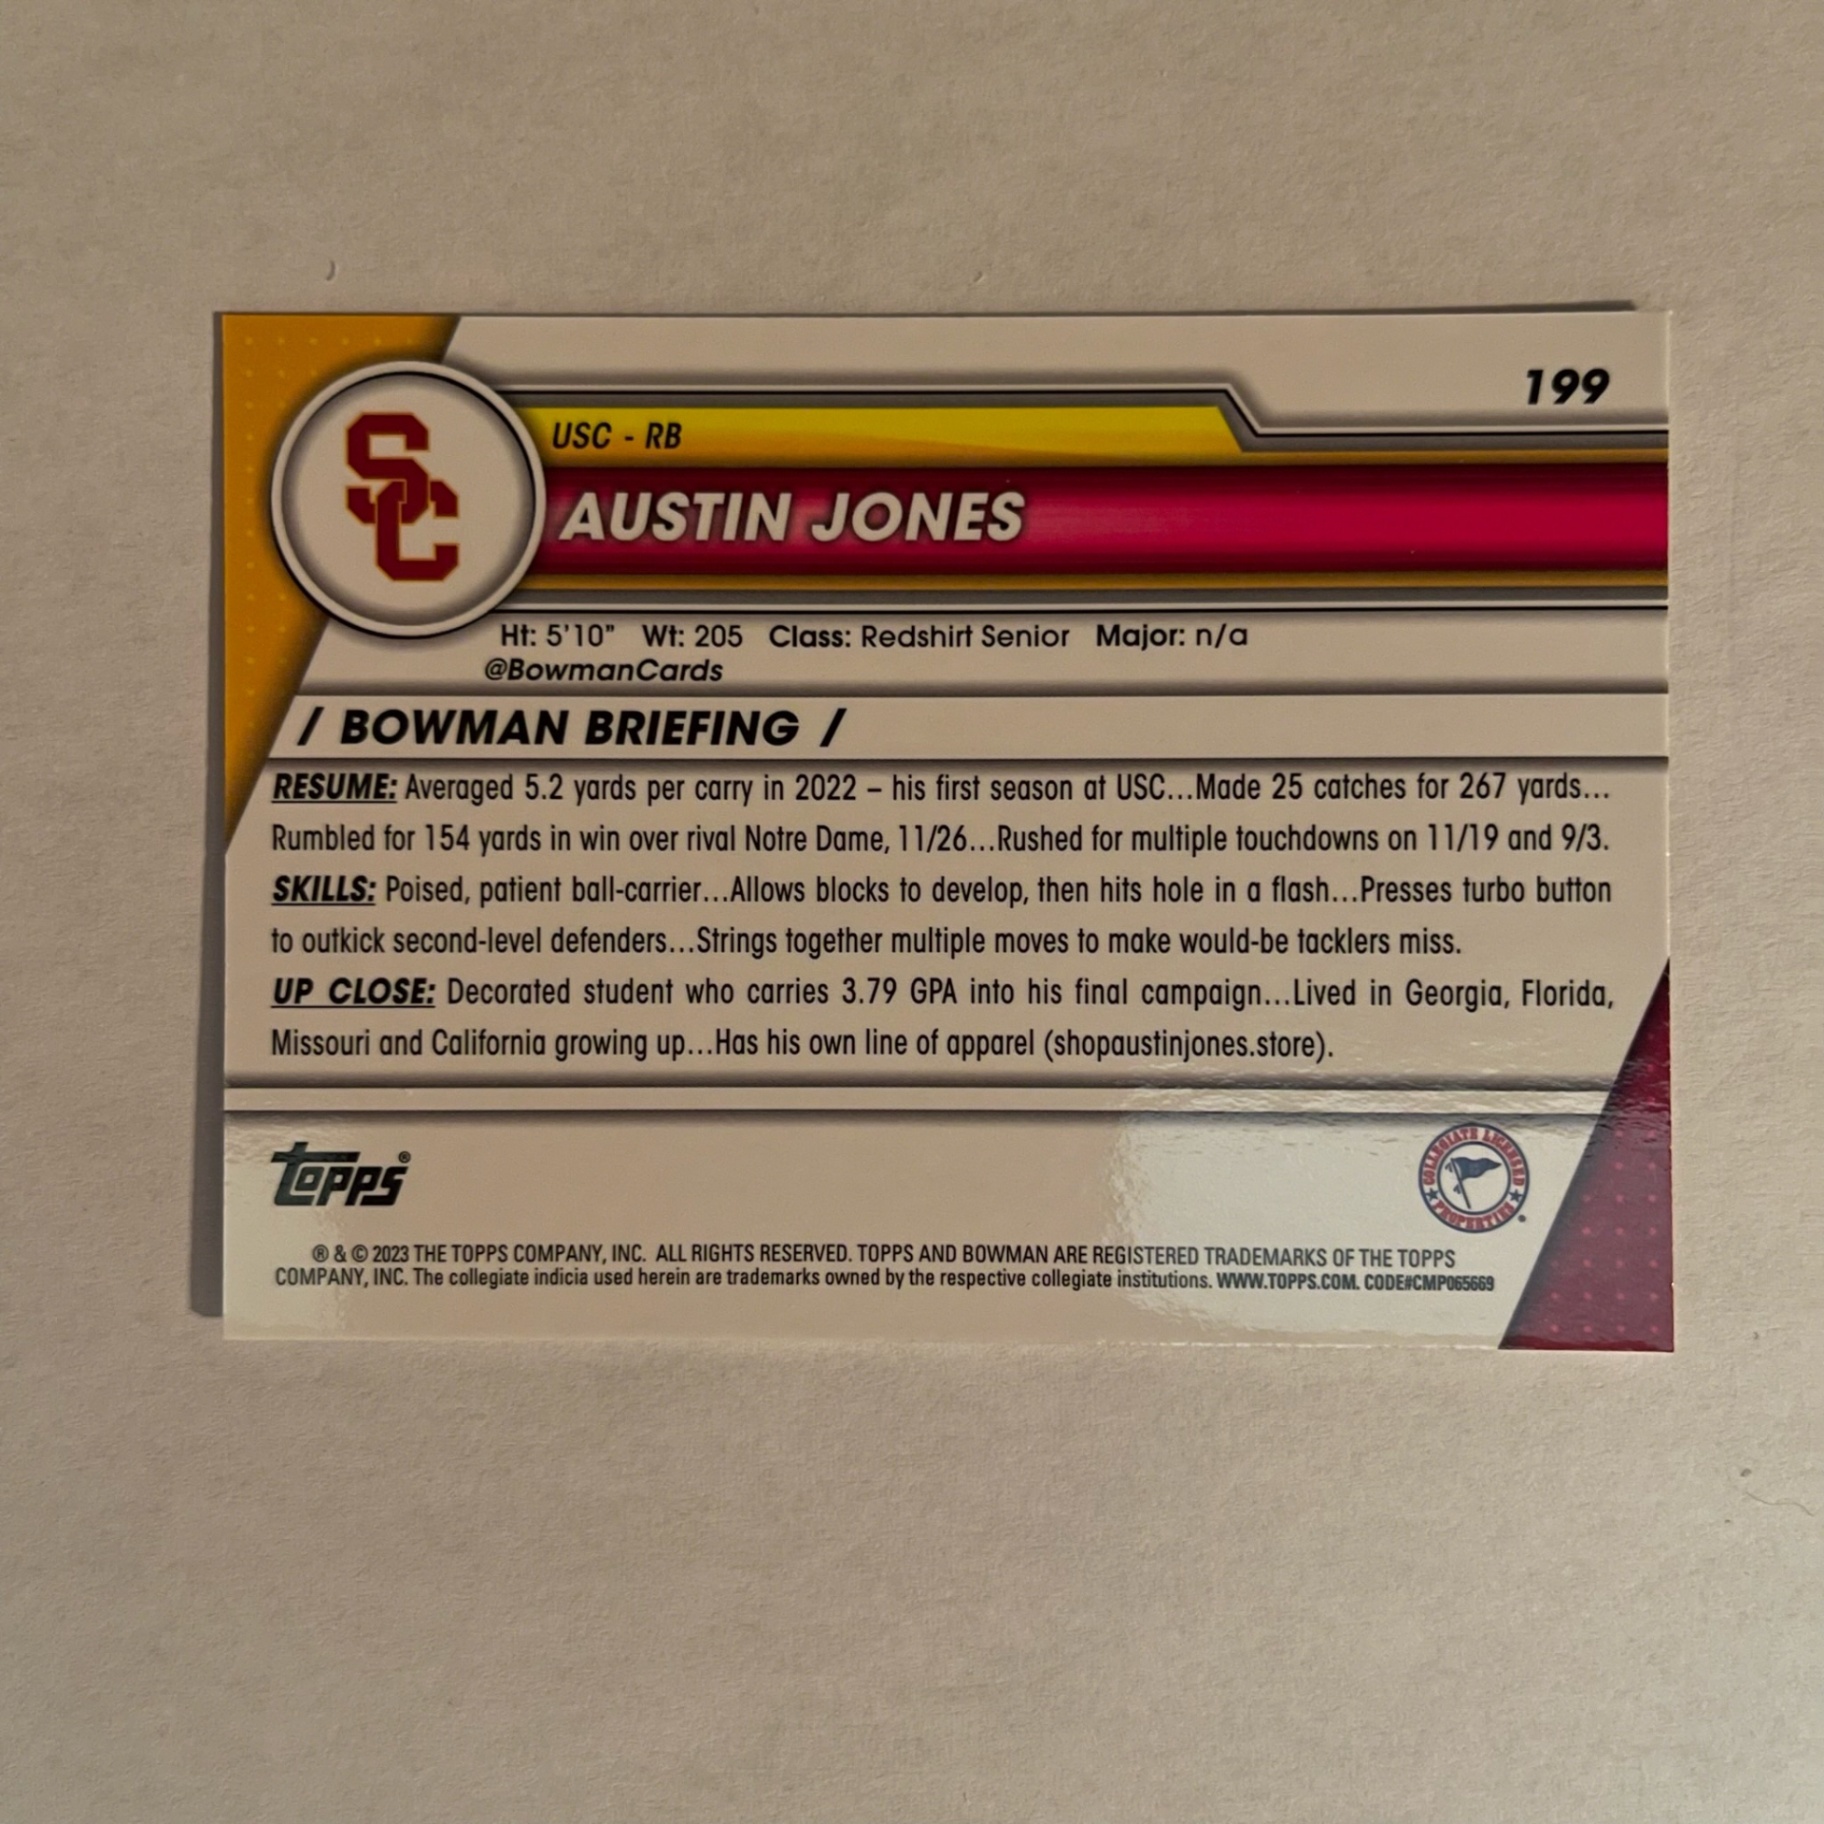 199
USC - RB
SC
AUSTIN JONES
Ht: 5'10" Wt: 205 Class: Redshirt Senior Major: n/a
@BowmanCards
/ BOWMAN BRIEFING /
RESUME: Averaged 5.2 yards per carry in 2022 – his first season at USC...Made 25 catches for 267 yards...
Rumbled for 154 yards in win over rival Notre Dame, 11/26...Rushed for multiple touchdowns on 11/19 and 9/3.
SKILLS: Poised, patient ball-carrier...Allows blocks to develop, then hits hole in a flash...Presses turbo button
to outkick second-level defenders...Strings together multiple moves to make would-be tacklers miss.
UP CLOSE: Decorated student who carries 3.79 GPA into his final campaign...Lived in Georgia, Florida,
Missouri and California growing up...Has his own line of apparel (shopaustinjones.store).
topps®
COLLEGIATE LICENSED PROPERTIES
® & © 2023 THE TOPPS COMPANY, INC. ALL RIGHTS RESERVED. TOPPS AND BOWMAN ARE REGISTERED TRADEMARKS OF THE TOPPS
COMPANY, INC. The collegiate indicia used herein are trademarks owned by the respective collegiate institutions. WWW.TOPPS.COM. CODE#CMP065669